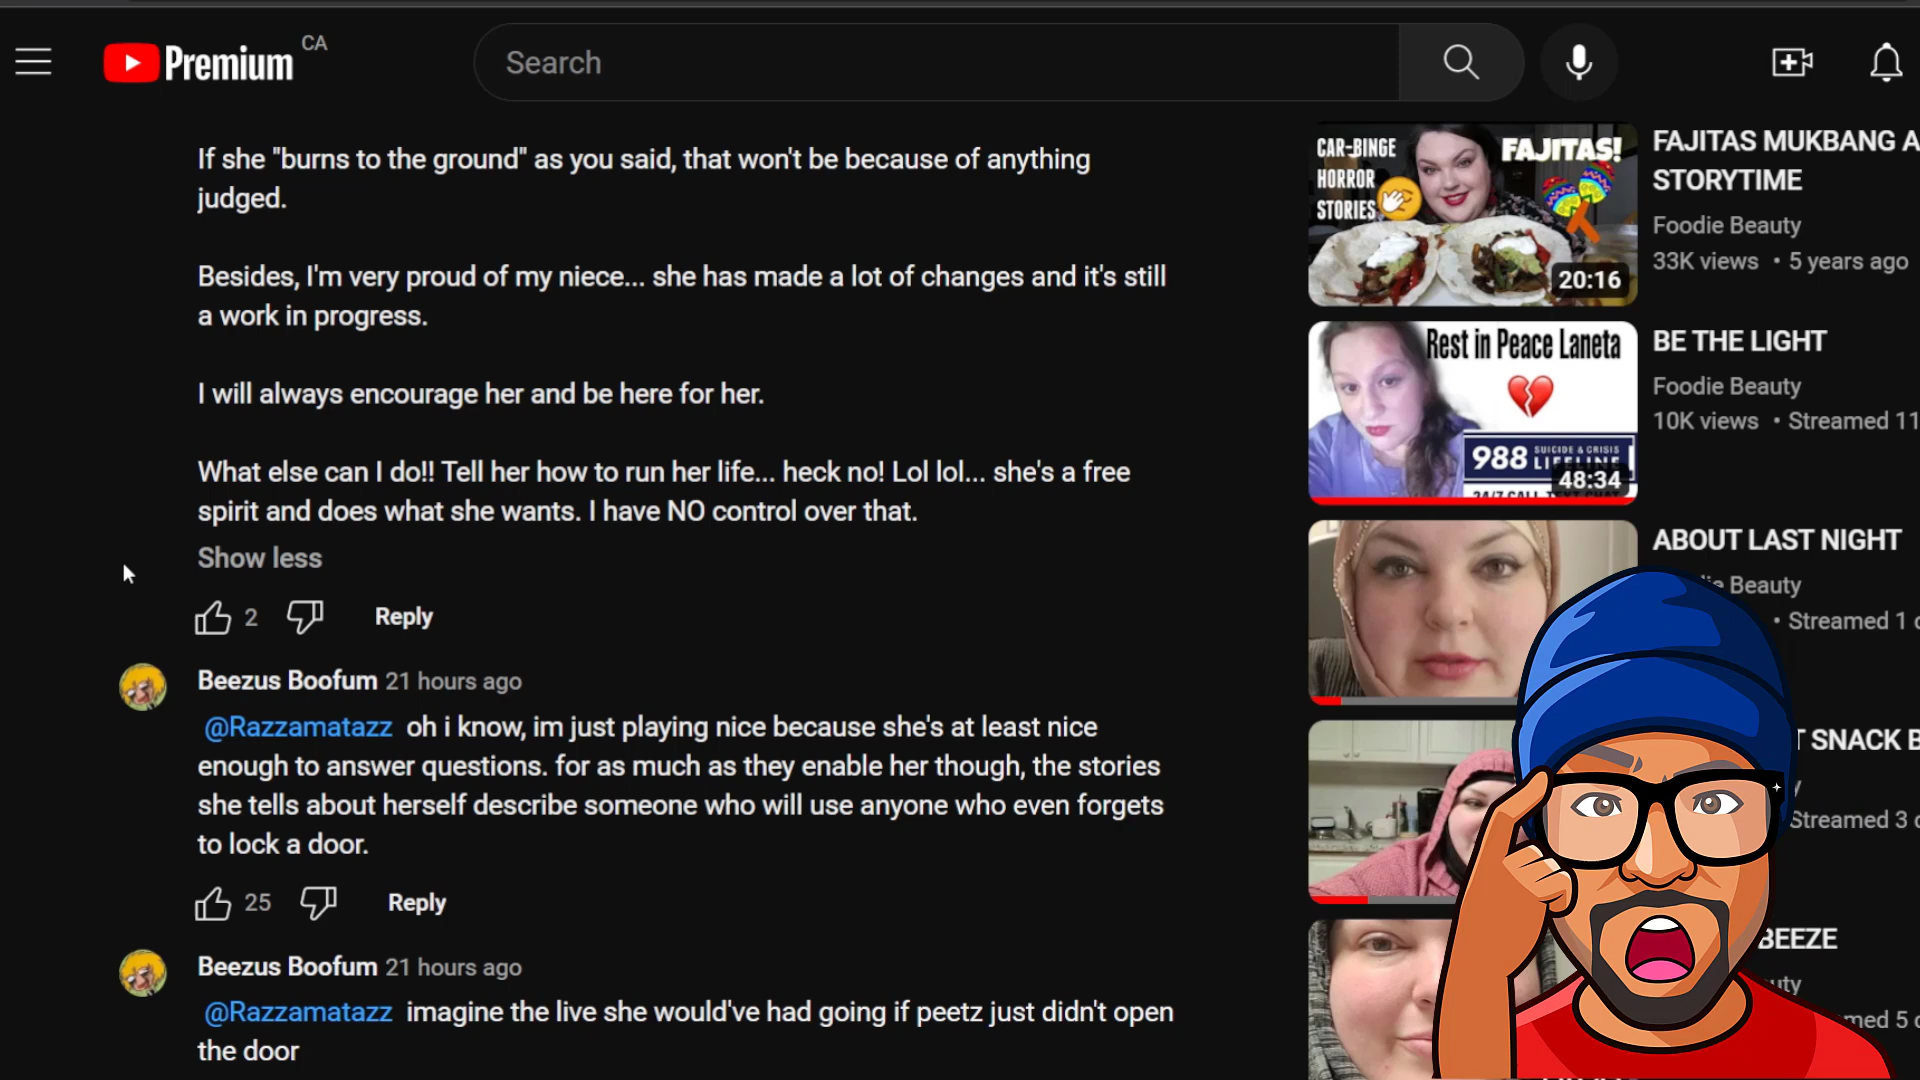 Premium CA
Search
If she "burns to the ground" as you said, that won't be because of anything
judged.
Besides, I'm very proud of my niece... she has made a lot of changes and it's still
a work in progress.
I will always encourage her and be here for her.
What else can I do!! Tell her how to run her life... heck no! Lol lol... she's a free
spirit and does what she wants. I have NO control over that.
Show less
2
Reply
Beezus Boofum 21 hours ago
@Razzamatazz oh i know, im just playing nice because she's at least nice
enough to answer questions. for as much as they enable her though, the stories
she tells about herself describe someone who will use anyone who even forgets
to lock a door.
25
Reply
Beezus Boofum 21 hours ago
@Razzamatazz imagine the live she would've had going if peetz just didn't open
the door
CAR-BINGE
HORROR
STORIES
FAJITAS!
20:16
FAJITAS MUKBANG A
STORYTIME
Foodie Beauty
33K views • 5 years ago
Rest in Peace Laneta
988 SUICIDE & CRISIS
LIFELINE
48:34
BE THE LIGHT
Foodie Beauty
10K views • Streamed 11
ABOUT LAST NIGHT
Beauty
• Streamed 1
SNACK B
Streamed 3
BEEZE